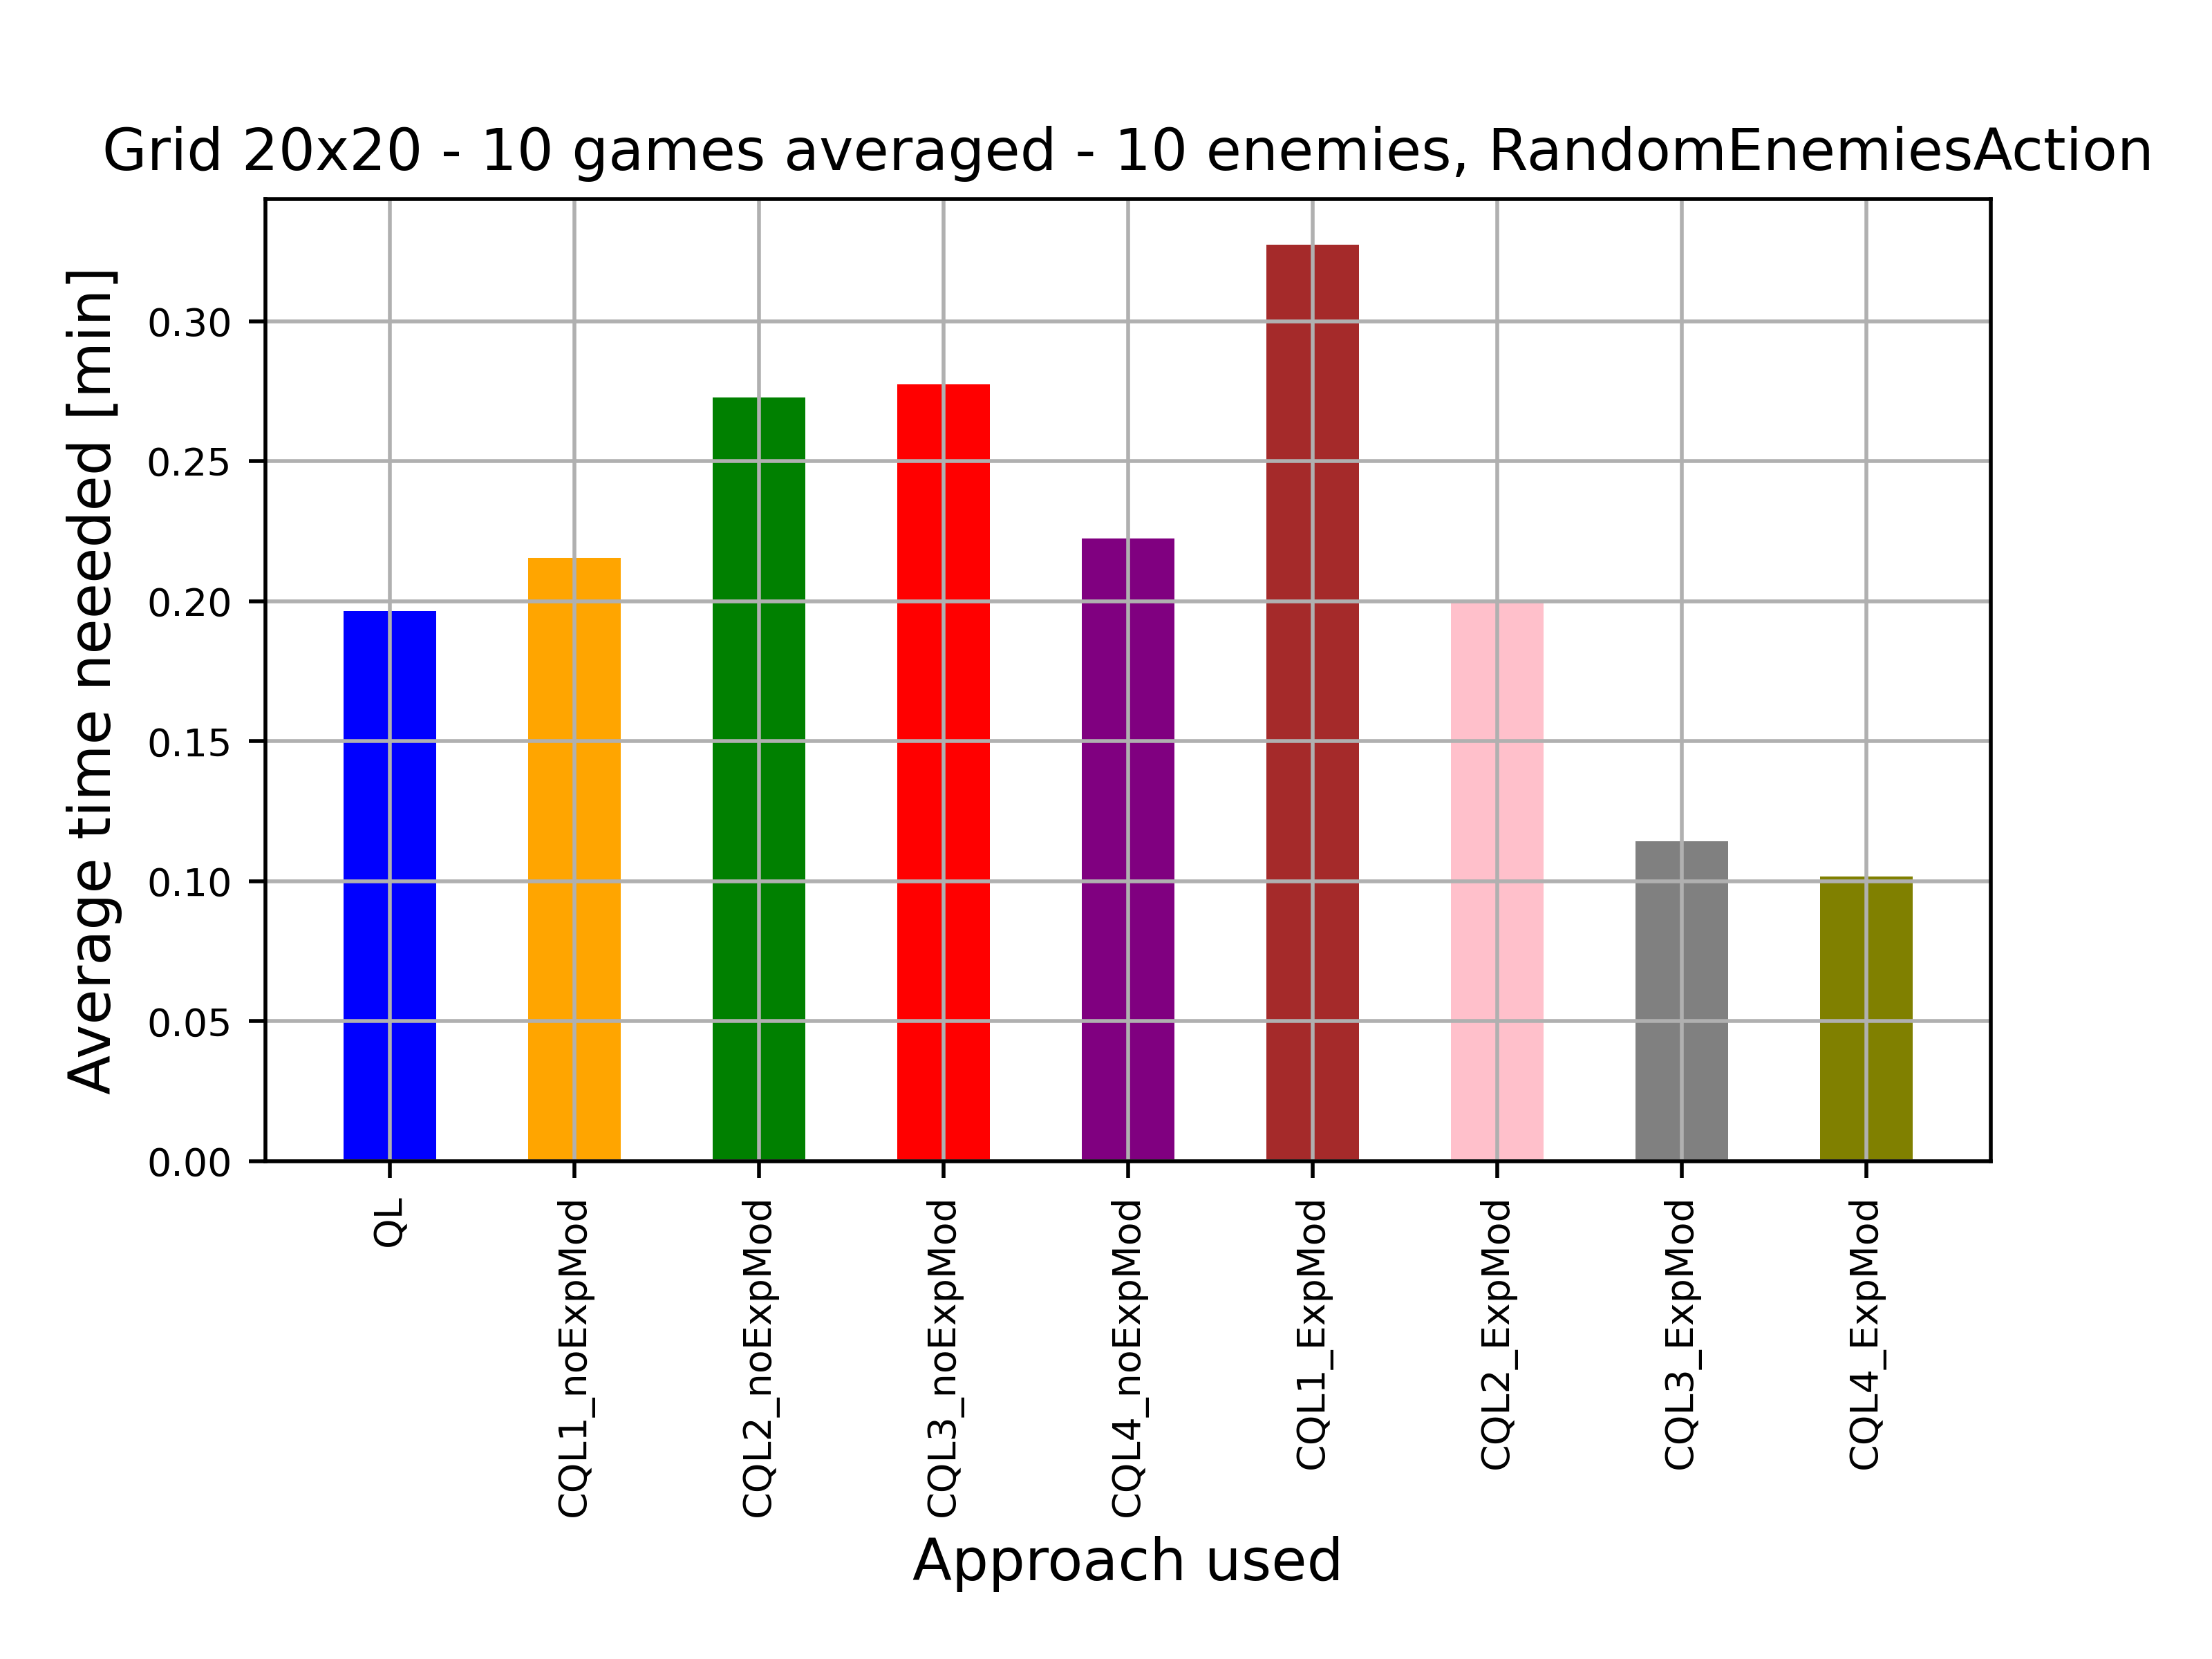 Grid 20x20 - 10 games averaged - 10 enemies, RandomEnemiesAction
Average time needed [min]
0.30
0.25
0.20
0.15
0.10
0.05
0.00
QL
CQL1_noExpMod
CQL2_noExpMod
CQL3_noExpMod
CQL4_noExpMod
CQL1_ExpMod
CQL2_ExpMod
CQL3_ExpMod
CQL4_ExpMod
Approach used